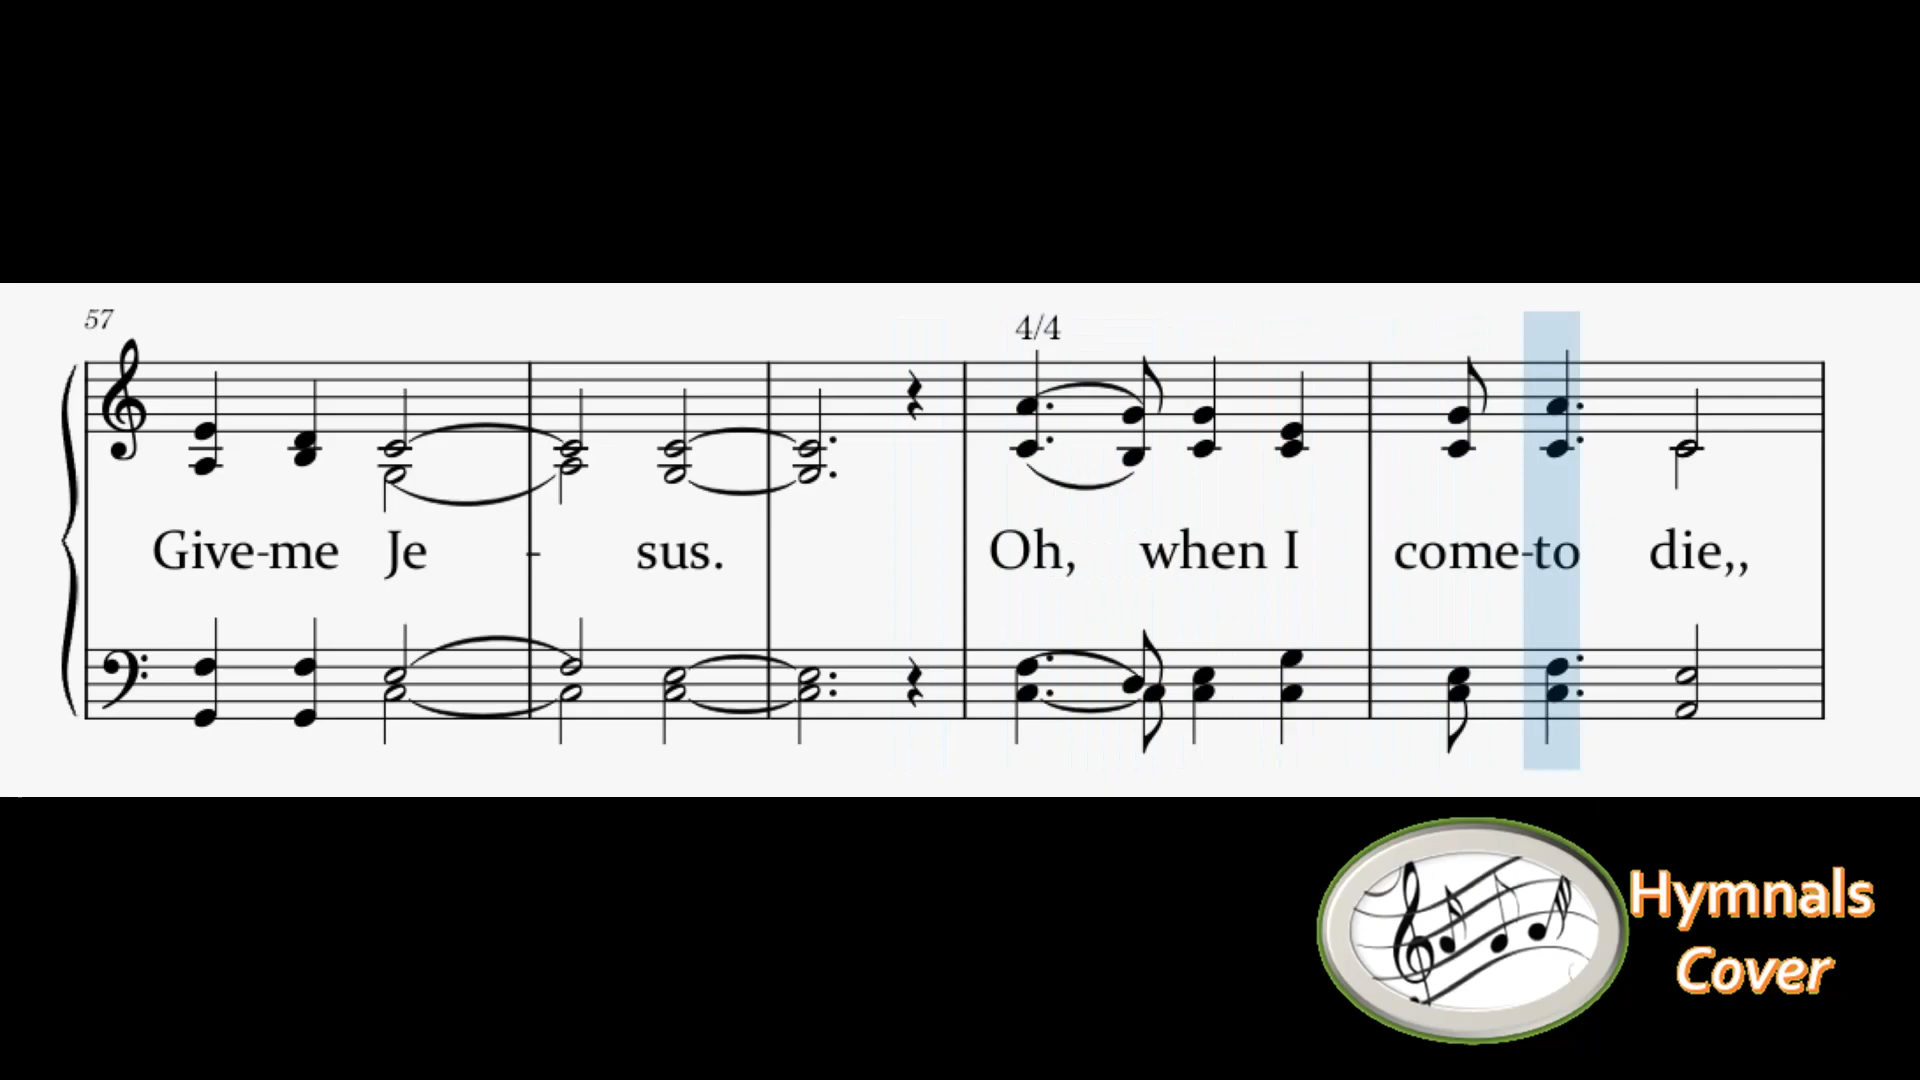 57
4/4
Give-me Je - sus. Oh, when I come-to die,,
Hymnals
Cover